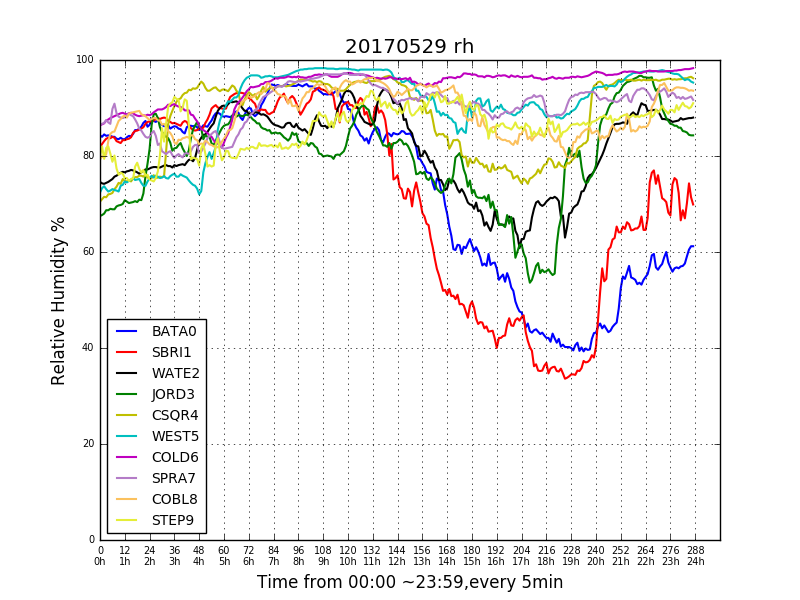 20170529 rh
Relative Humidity %
100
80
60
40
20
0
BATA0
SBRI1
WATE2
JORD3
CSQR4
WEST5
COLD6
SPRA7
COBL8
STEP9
0 12 24 36 48 60 72 84 96 108 120 132 144 156 168 180 192 204 216 228 240 252 264 276 288
0h 1h 2h 3h 4h 5h 6h 7h 8h 9h 10h 11h 12h 13h 14h 15h 16h 17h 18h 19h 20h 21h 22h 23h 24h
Time from 00:00 ~23:59,every 5min